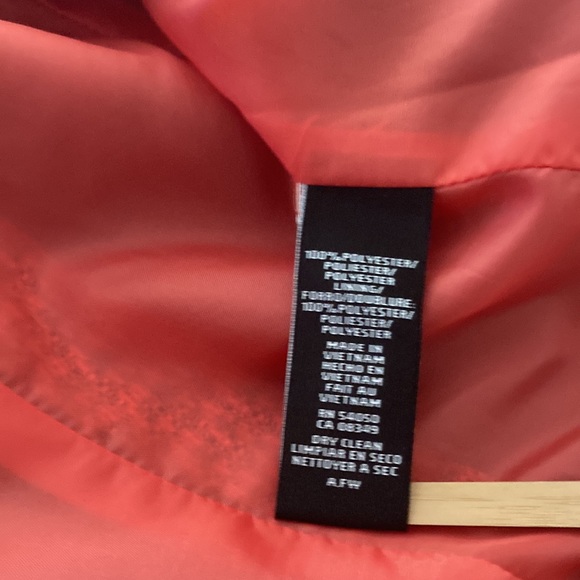 100%POLYESTER/
POLIESTER/
POLYESTER
LINING/
FORRO/DOUBLURE:
100%POLYESTER/
POLIESTER/
POLYESTER
MADE IN
VIETNAM
HECHO EN
VIETNAM
FAIT AU
VIETNAM
RN 54050
CA 08349
DRY CLEAN
LIMPIAR EN SECO
NETTOYER A SEC
A.FW